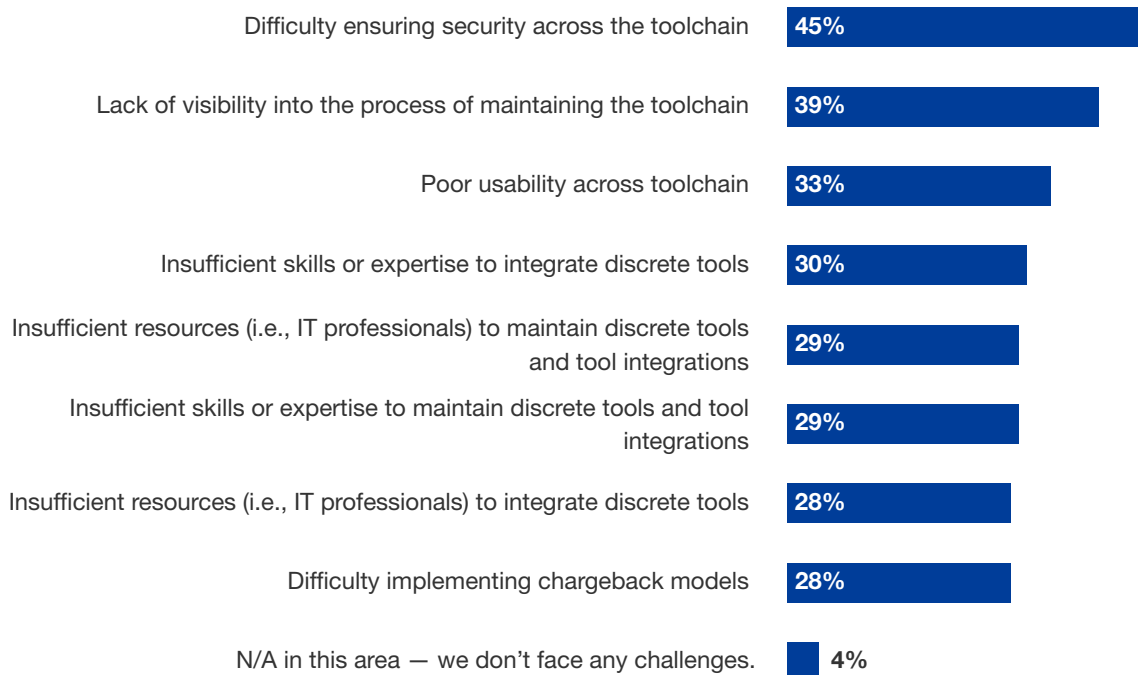 Difficulty ensuring security across the toolchain 45%
Lack of visibility into the process of maintaining the toolchain 39%
Poor usability across toolchain 33%
Insufficient skills or expertise to integrate discrete tools 30%
Insufficient resources (i.e., IT professionals) to maintain discrete tools
and tool integrations
29%
Insufficient skills or expertise to maintain discrete tools and tool
integrations
29%
Insufficient resources (i.e., IT professionals) to integrate discrete tools 28%
Difficulty implementing chargeback models 28%
N/A in this area — we don’t face any challenges. 4%